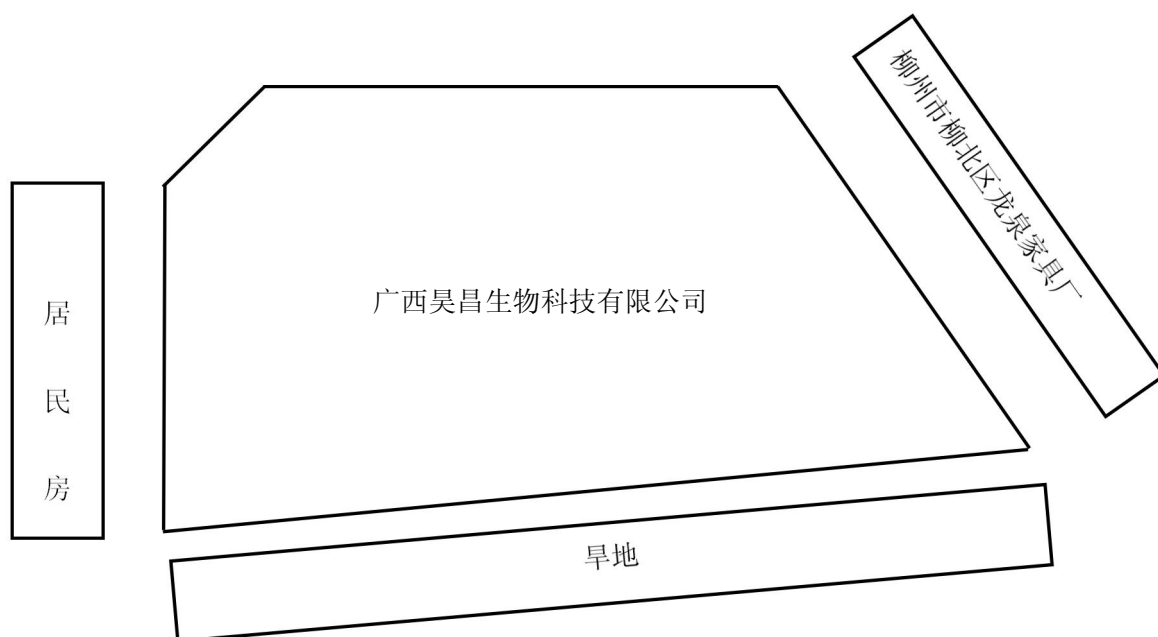 柳州市柳北区龙泉家具厂
广西昊昌生物科技有限公司
居
民
房
旱地